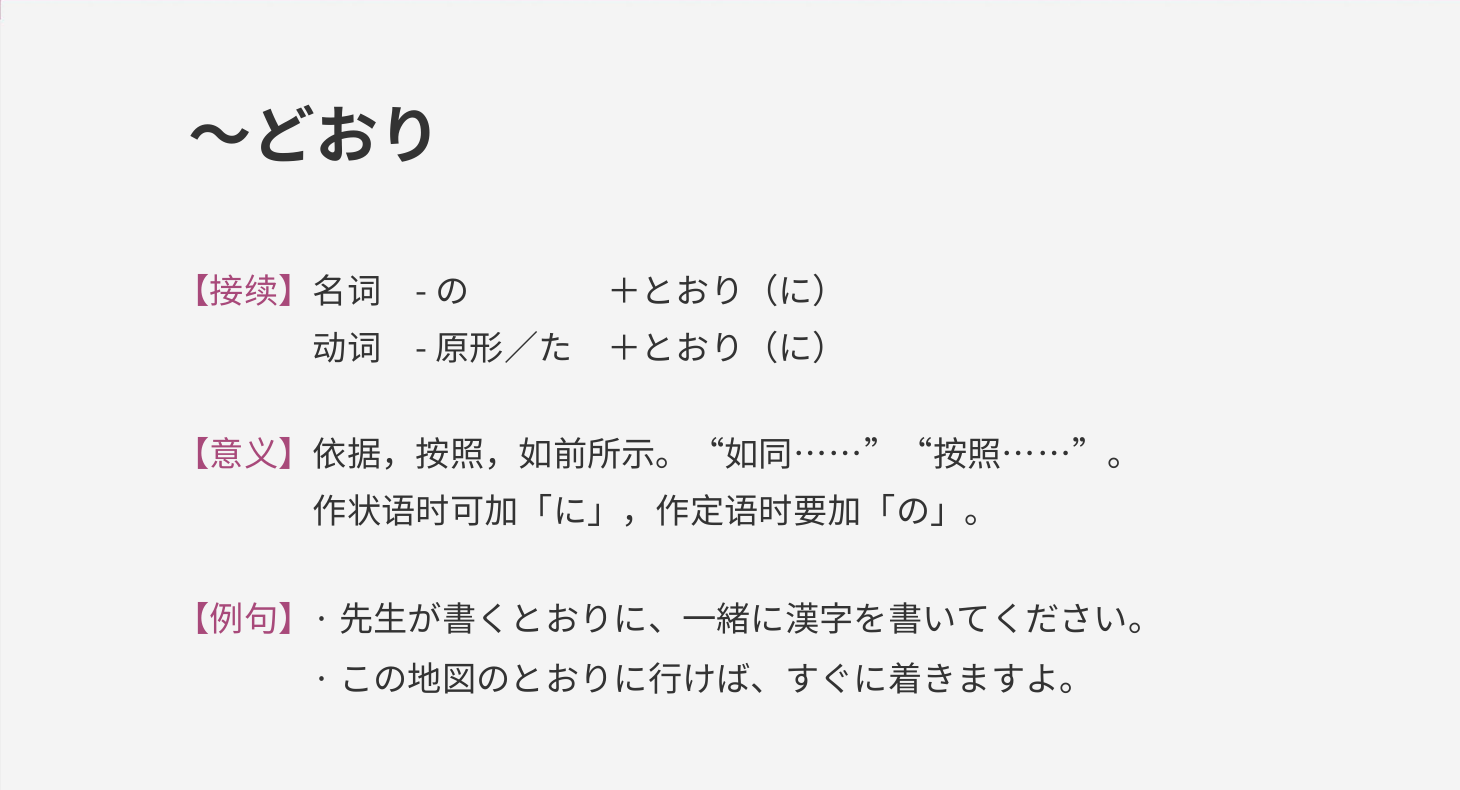 ～どおり
【接续】名词　- の　　　　＋とおり（に）
动词　- 原形／た　＋とおり（に）
【意义】依据，按照，如前所示。“如同……”　“按照……”。
作状语时可加「に」，作定语时要加「の」。
【例句】· 先生が書くとおりに、一緒に漢字を書いてください。
· この地図のとおりに行けば、すぐに着きますよ。